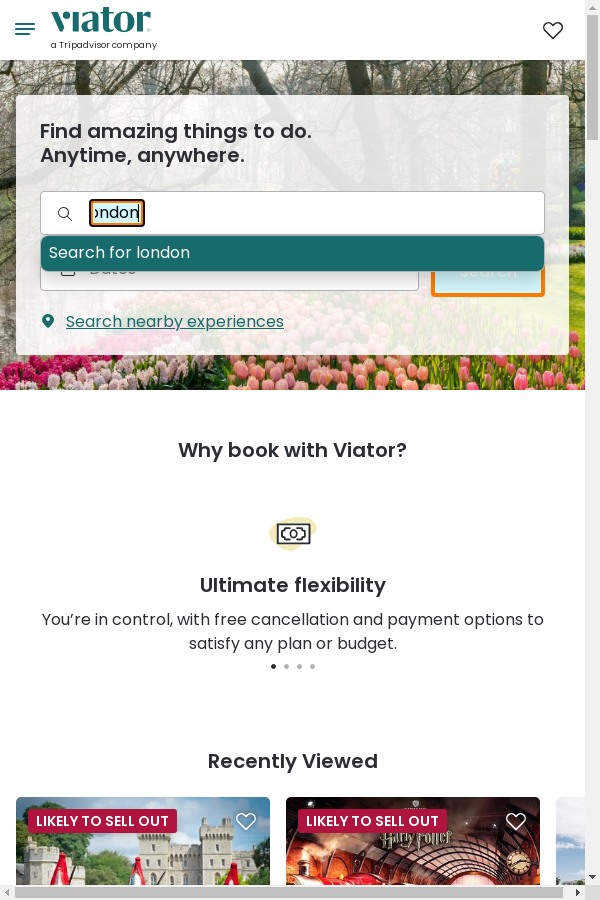 viator
a Tripadvisor company
Find amazing things to do.
Anytime, anywhere.
london
Search for london
Dates
Search
Search nearby experiences
Why book with Viator?
Ultimate flexibility
You’re in control, with free cancellation and payment options to
satisfy any plan or budget.
Recently Viewed
LIKELY TO SELL OUT
LIKELY TO SELL OUT
Harry Potter